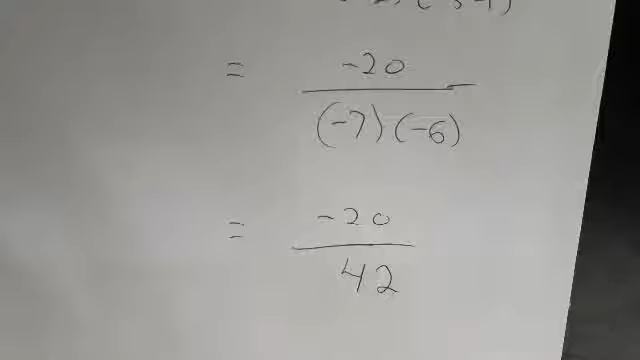 = -20
(-7)(-6)
= -20
42